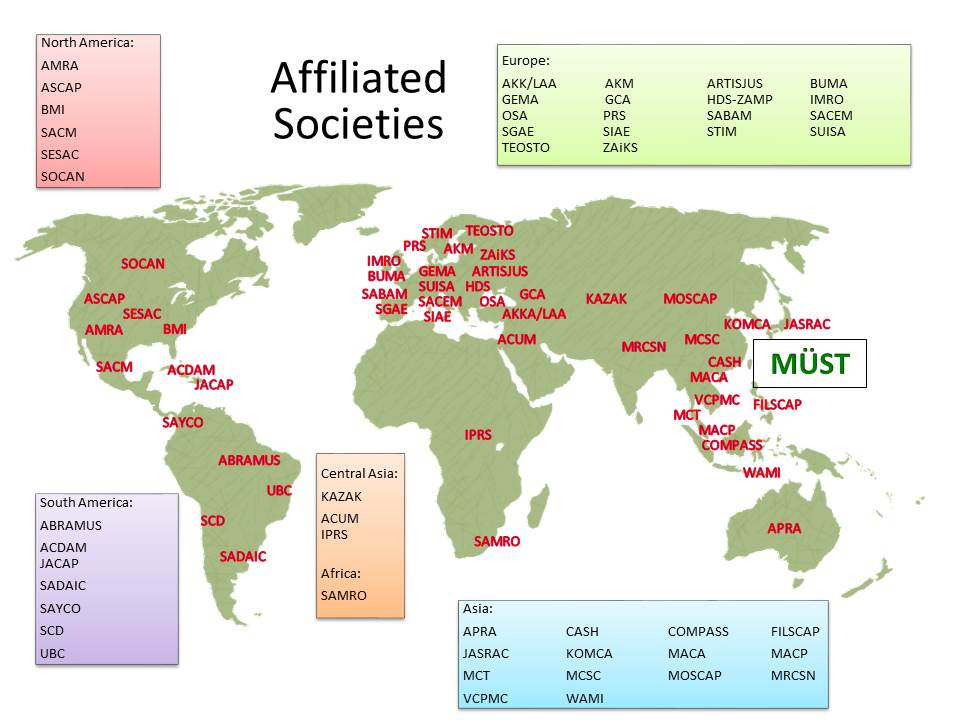 North America:
AMRA
ASCAP
BMI
SACM
SESAC
SOCAN
Affiliated
Societies
Europe:
AKK/LAA AKM ARTISJUS BUMA
GEMA GCA HDS-ZAMP IMRO
OSA PRS SABAM SACEM
SGAE SIAE STIM SUISA
TEOSTO ZAiKS
STIM TEOSTO
PRS AKM ZAiKS
IMRO GEMA ARTISJUS
BUMA SUISA HDS
SABAM SACEM OSA GCA
SGAE SIAE AKKA/LAA
ACUM
SOCAN
ASCAP
SESAC
AMRA BMI
SACM
ACDAM
JACAP
SAYCO
ABRAMUS
UBC
SCD
SADAIC
KAZAK MOSCAP
KOMCA JASRAC
MRCSN MCSC
CASH
MACA
MÜST
VCPMC FILSCAP
MCT
MACP
COMPASS
WAMI
APRA
IPRS
SAMRO
South America:
ABRAMUS
ACDAM
JACAP
SADAIC
SAYCO
SCD
UBC
Central Asia:
KAZAK
ACUM
IPRS
Africa:
SAMRO
Asia:
APRA CASH COMPASS FILSCAP
JASRAC KOMCA MACA MACP
MCT MCSC MOSCAP MRCSN
VCPMC WAMI